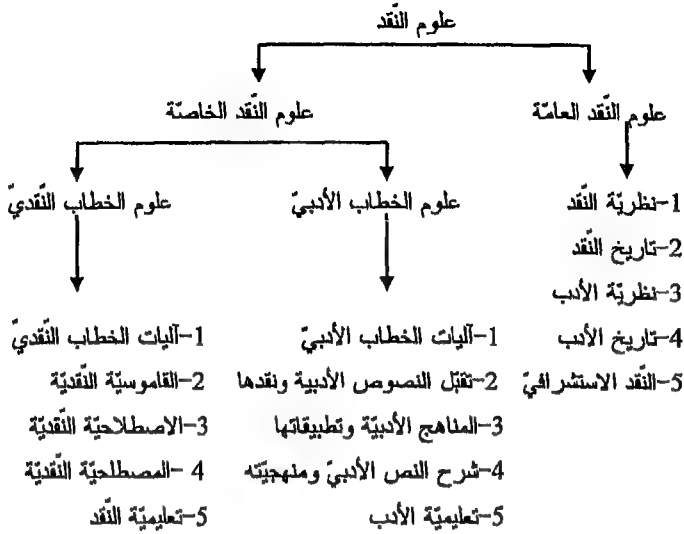 علوم النّقد
علوم النّقد العامّة
علوم النّقد الخاصّة
1-نظريّة النّقد
2-تاريخ النّقد
3-نظريّة الأدب
4-تاريخ الأدب
5-النّقد الاستشرافيّ
علوم الخطاب الأدبيّ
1-آليات الخطاب الأدبيّ
2-تقبّل النصوص الأدبية ونقدها
3-المناهج الأدبيّة وتطبيقاتها
4-شرح النص الأدبيّ ومنهجيّته
5-تعليميّة الأدب
علوم الخطاب النّقديّ
1-آليات الخطاب النّقديّ
2-القاموسيّة النّقديّة
3-الاصطلاحيّة النّقديّة
4 -المصطلحيّة النّقديّة
5-تعليميّة النّقد